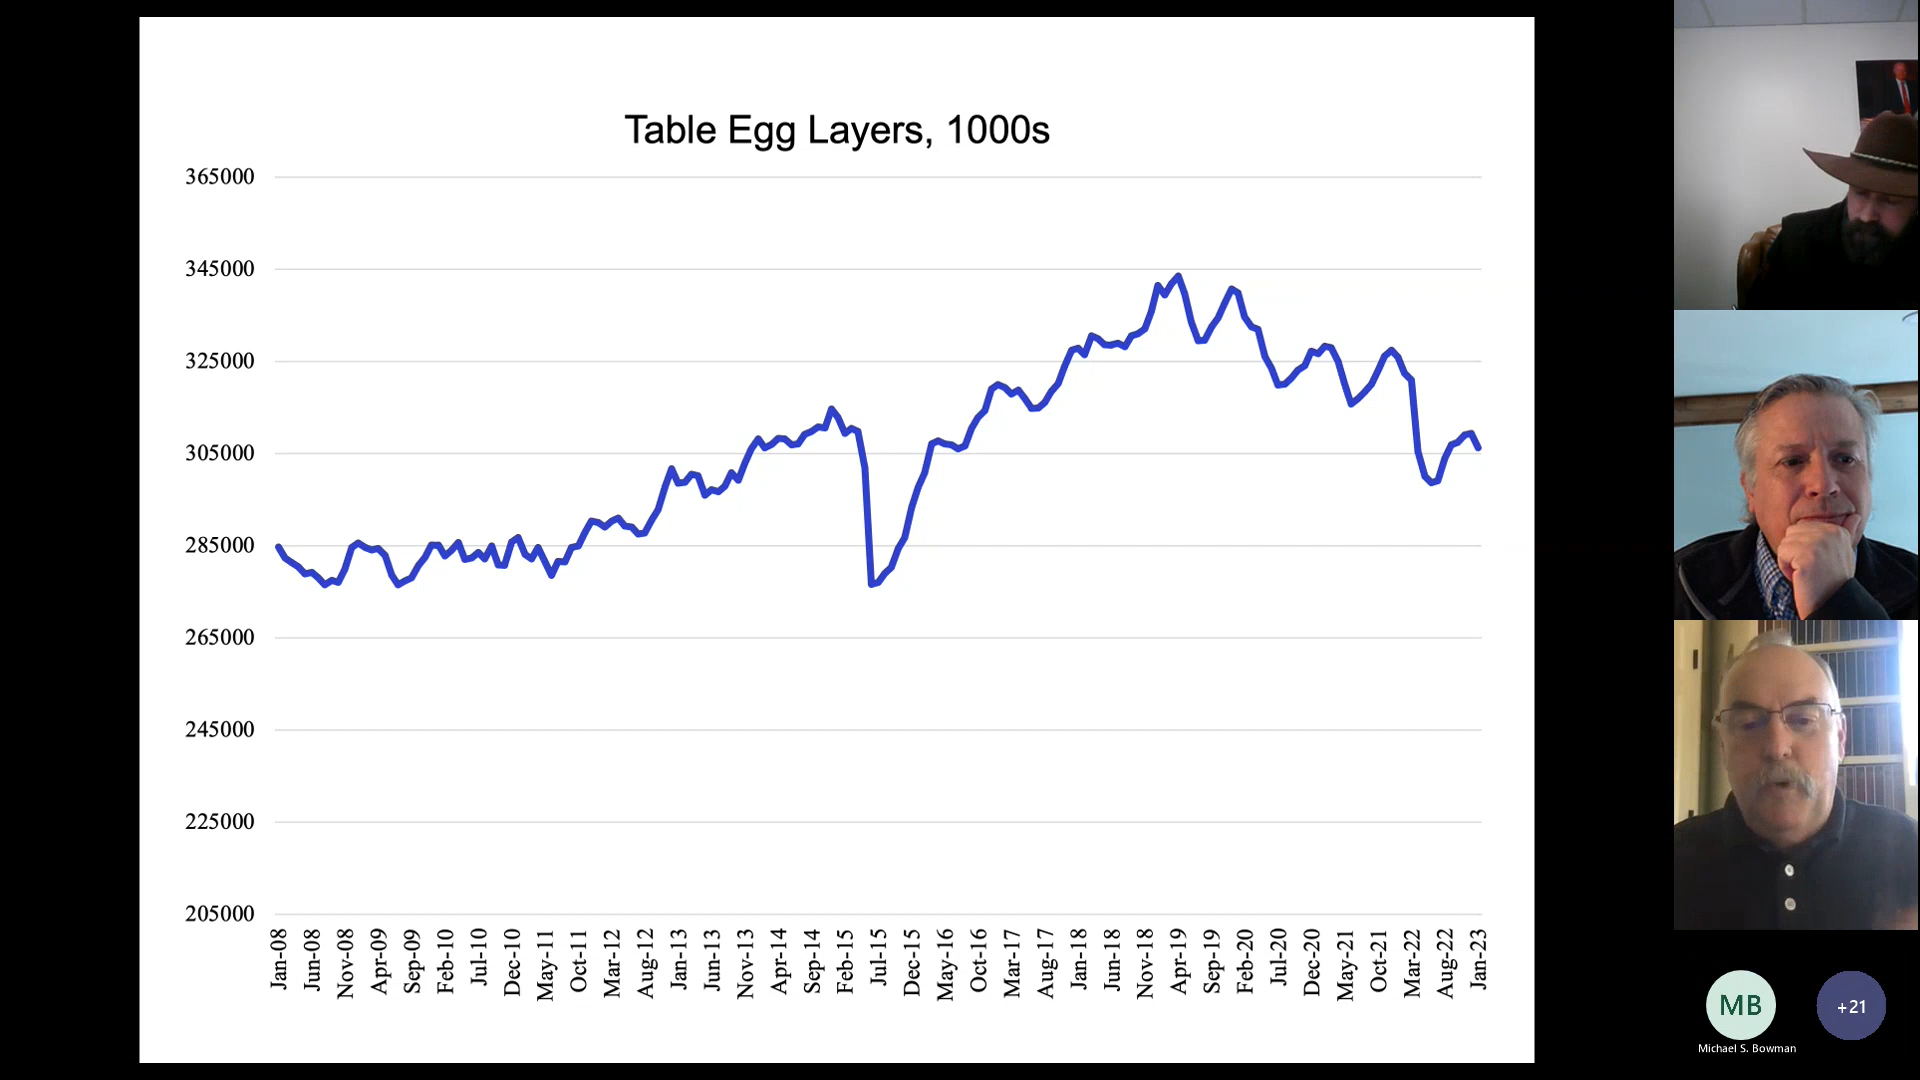 Table Egg Layers, 1000s
365000
345000
325000
305000
285000
265000
245000
225000
205000
Jan-08
Jun-08
Nov-08
Apr-09
Sep-09
Feb-10
Jul-10
Dec-10
May-11
Oct-11
Mar-12
Aug-12
Jan-13
Jun-13
Nov-13
Apr-14
Sep-14
Feb-15
Jul-15
Dec-15
May-16
Oct-16
Mar-17
Aug-17
Jan-18
Jun-18
Nov-18
Apr-19
Sep-19
Feb-20
Jul-20
Dec-20
May-21
Oct-21
Mar-22
Aug-22
Jan-23
MB
+21
Michael S. Bowman